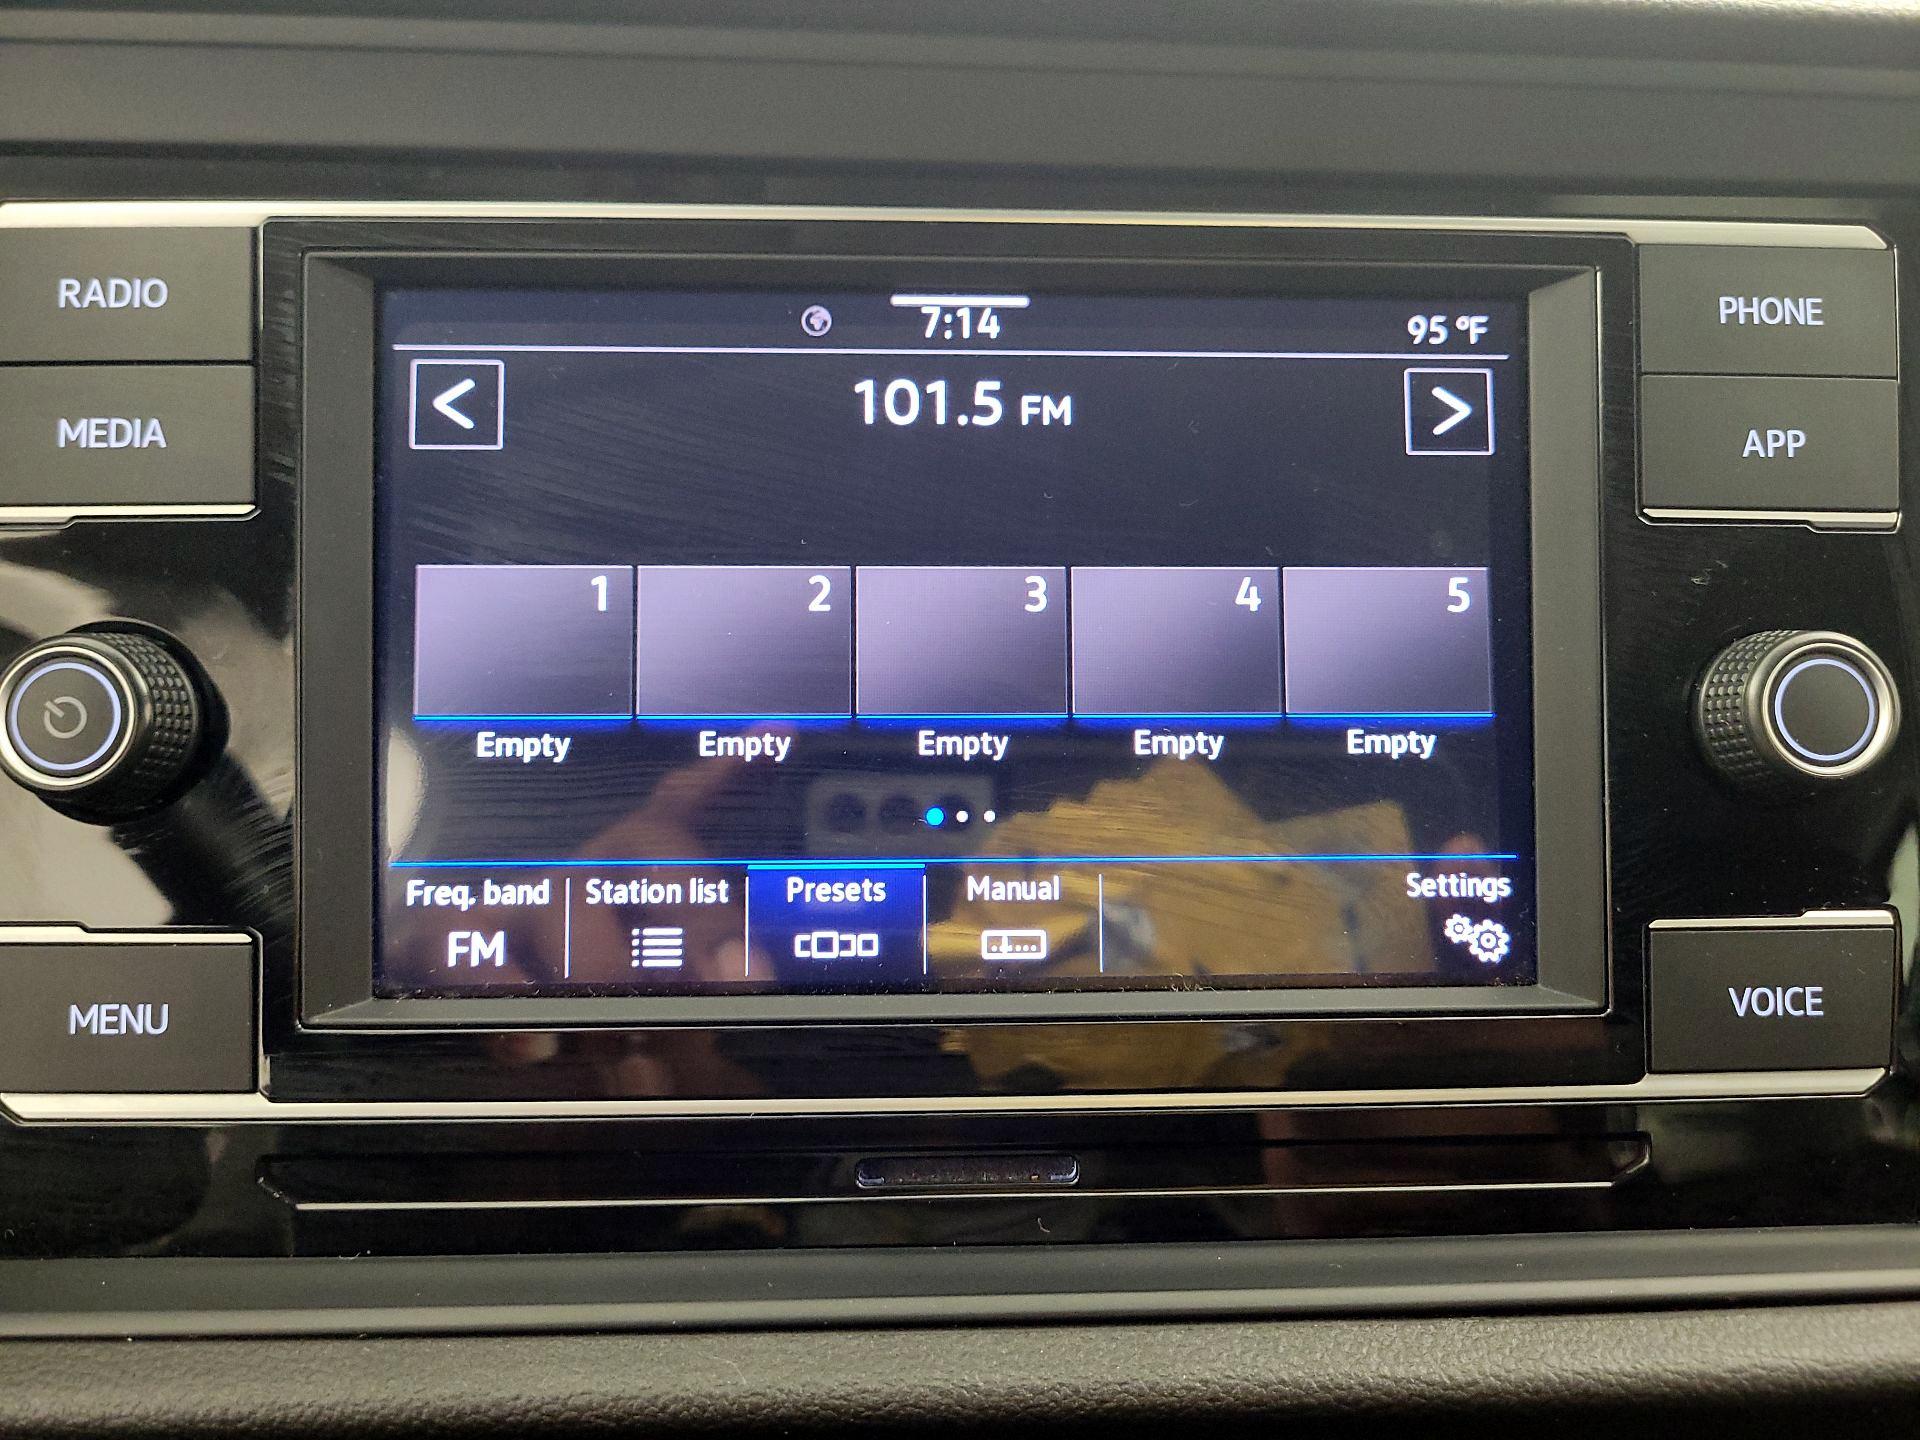 RADIO
MEDIA
MENU
7:14
95 °F
<
101.5 FM
>
1 2 3 4 5
Empty Empty Empty Empty Empty
Freq. band Station list Presets Manual Settings
FM
PHONE
APP
VOICE